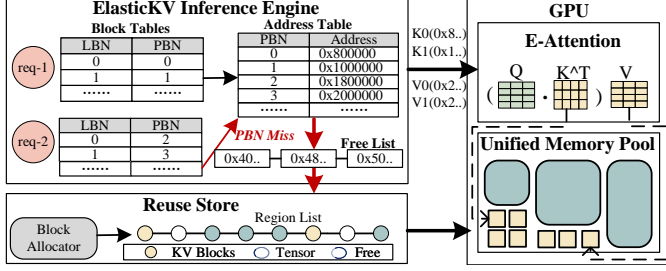 ElasticKV Inference Engine
Block Tables
req-1
LBN PBN
0 0
1 1
...... ......
req-2
LBN PBN
0 2
1 3
...... ......
Address Table
PBN Address
0 0x800000
1 0x1000000
2 0x1800000
3 0x2000000
...... ......
PBN Miss
Free List
0x40.. 0x48.. 0x50..
K0(0x8..)
K1(0x1..)
V0(0x2..)
V1(0x2..)
GPU
E-Attention
Q K^T V
( · )
Unified Memory Pool
Reuse Store
Block
Allocator
Region List
KV Blocks Tensor Free